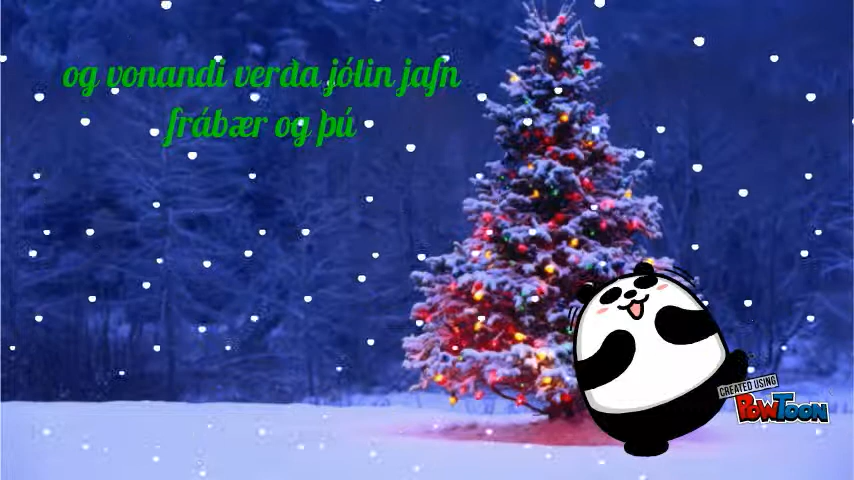 og vonandi verða jólin jafn
frábær og þú
CREATED USING
POWTOON